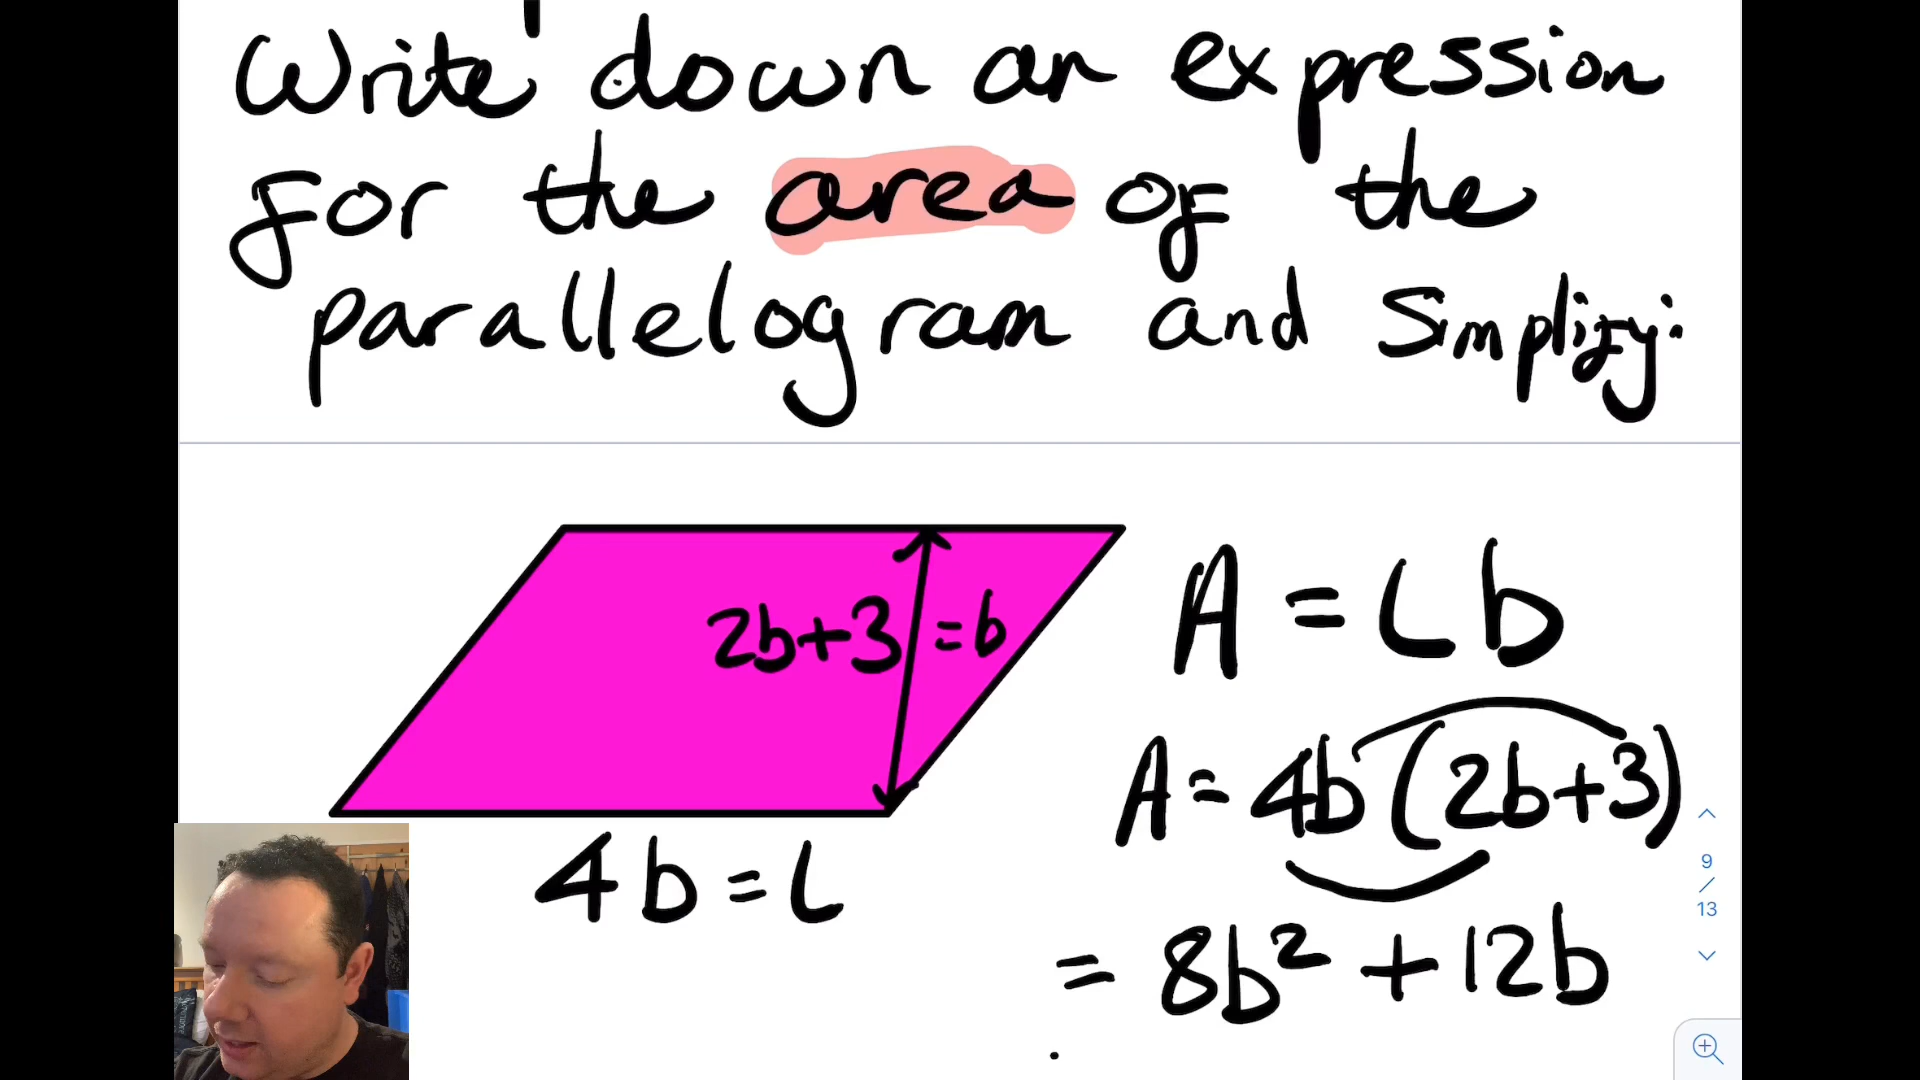 Write down an expression
for the area of the
parallelogram and Simplify:
2b+3 = b
4b = L
A = Lb
A = 4b (2b+3)
= 8b² + 12b
9
/
13